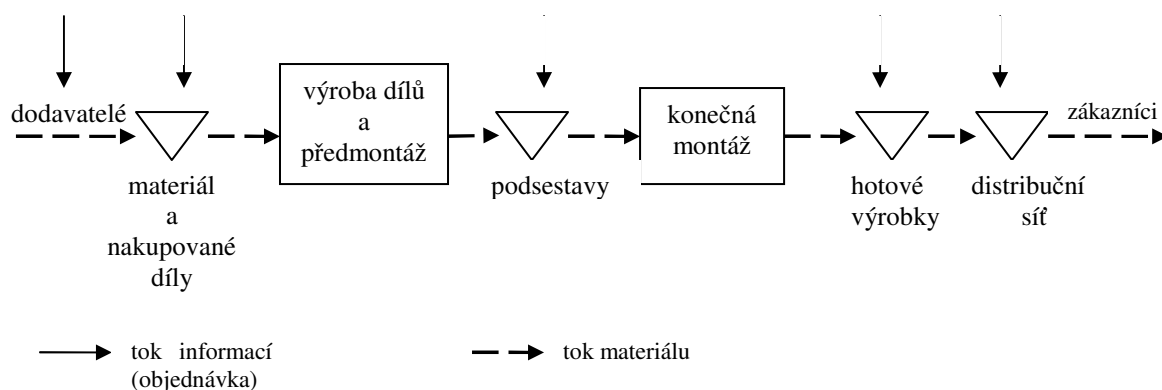 dodavatelé
materiál
a
nakupované
díly
výroba dílů
a
předmontáž
podsestavy
konečná
montáž
hotové
výrobky
distribuční
síť
zákazníci
tok informací
(objednávka)
tok materiálu